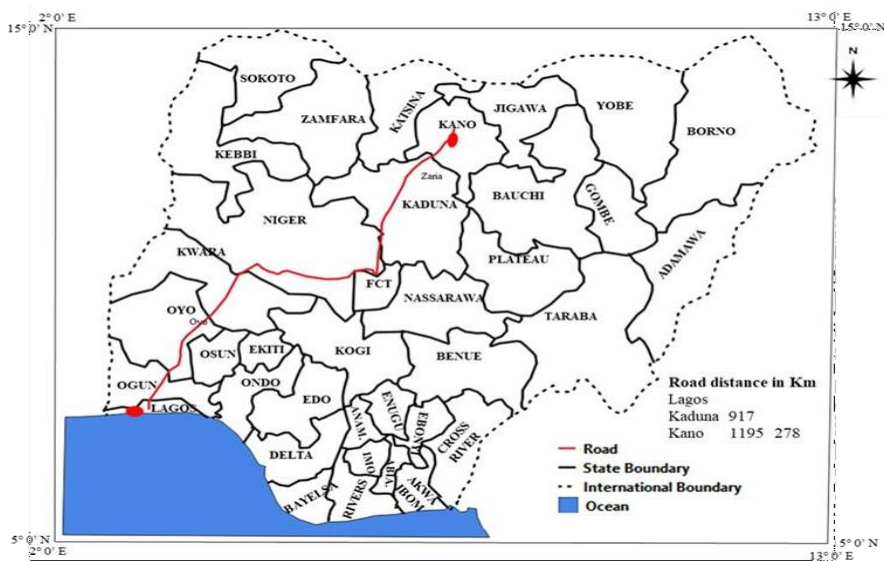 2° 0′ E
13° 0′ E
15° 0′ N
15° 0′ N
N
SOKOTO
ZAMFARA
KATSINA
KANO
JIGAWA
YOBE
BORNO
KEBBI
Zaria
KADUNA
BAUCHI
GOMBE
NIGER
KWARA
PLATEAU
ADAMAWA
FCT
NASSARAWA
TARABA
OYO
Oyo
OSUN
EKITI
KOGI
BENUE
OGUN
ONDO
EDO
LAGOS
ENUGU
ANAM.
EBONY
CROSS
RIVER
DELTA
IMO
ABIA.
AKWA
IBOM
BAYELSA
RIVERS
Road distance in Km
Lagos
Kaduna 917
Kano 1195 278
Road
State Boundary
International Boundary
Ocean
5° 0′ N
5° 0′ N
2° 0′ E
13° 0′ E